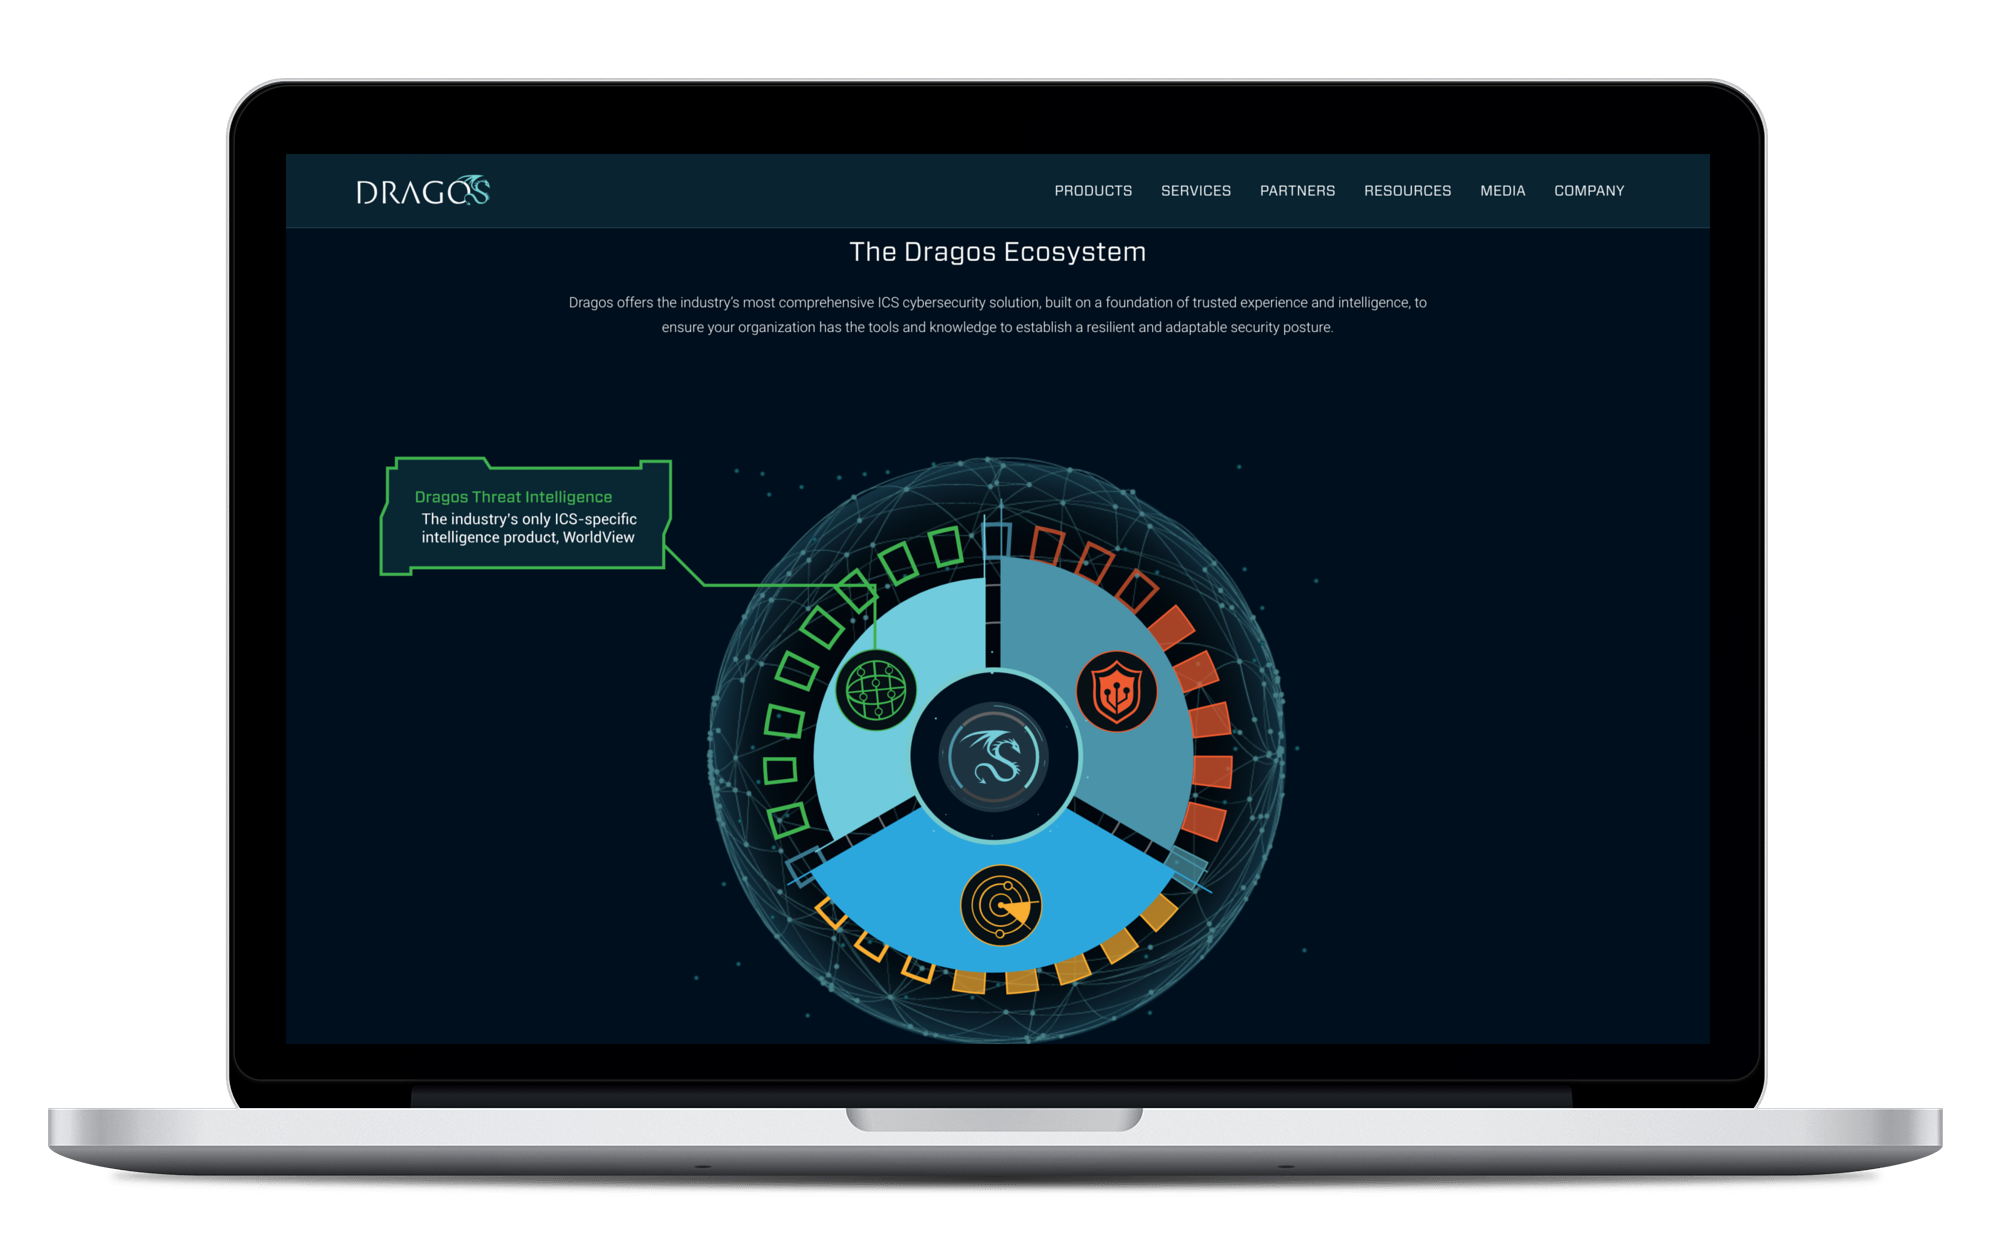 DRAGOS
PRODUCTS SERVICES PARTNERS RESOURCES MEDIA COMPANY
The Dragos Ecosystem
Dragos offers the industry's most comprehensive ICS cybersecurity solution, built on a foundation of trusted experience and intelligence, to
ensure your organization has the tools and knowledge to establish a resilient and adaptable security posture.
Dragos Threat Intelligence
The industry's only ICS-specific
intelligence product, WorldView